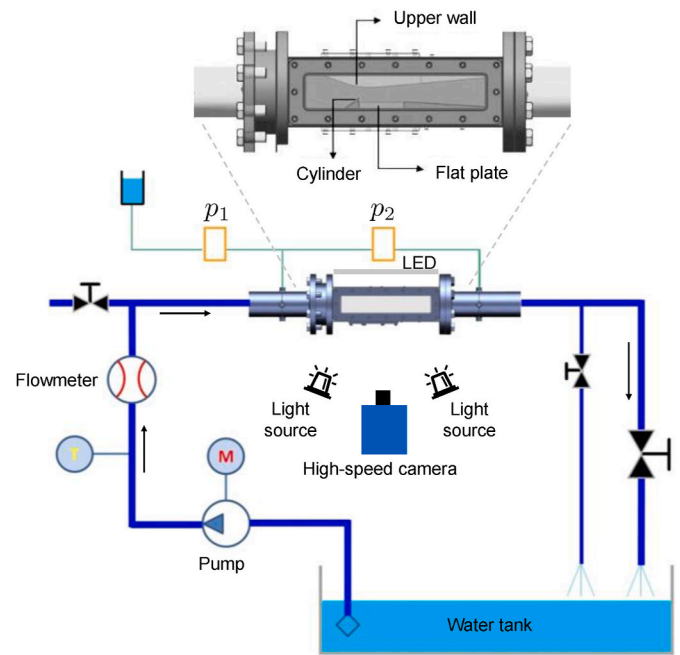 Upper wall
Cylinder
Flat plate
p1
p2
LED
Flowmeter
Light
source
Light
source
High-speed camera
T
M
Pump
Water tank